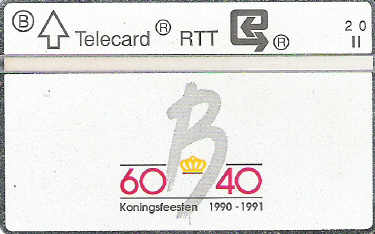 B Telecard ® RTT ® 20
B
60 40
Koningsfeesten 1990 - 1991